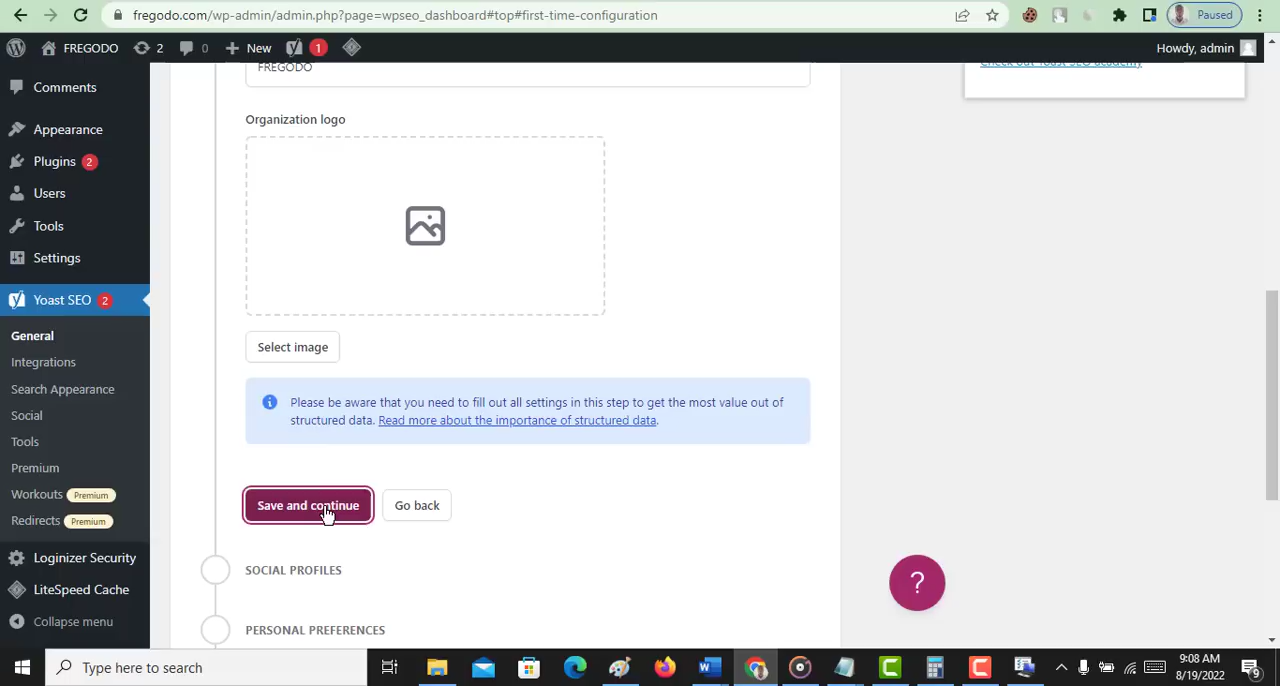 fregodo.com/wp-admin/admin.php?page=wpseo_dashboard#top#first-time-configuration
Paused
FREGODO
2
0
New
1
Howdy, admin
Comments
Appearance
Plugins 2
Users
Tools
Settings
Yoast SEO 2
General
Integrations
Search Appearance
Social
Tools
Premium
Workouts Premium
Redirects Premium
Loginizer Security
LiteSpeed Cache
Collapse menu
FREGODO
Organization logo
Select image
Please be aware that you need to fill out all settings in this step to get the most value out of
structured data. Read more about the importance of structured data.
Save and continue
Go back
SOCIAL PROFILES
PERSONAL PREFERENCES
Check out Yoast SEO academy
?
Type here to search
9:08 AM
8/19/2022
9